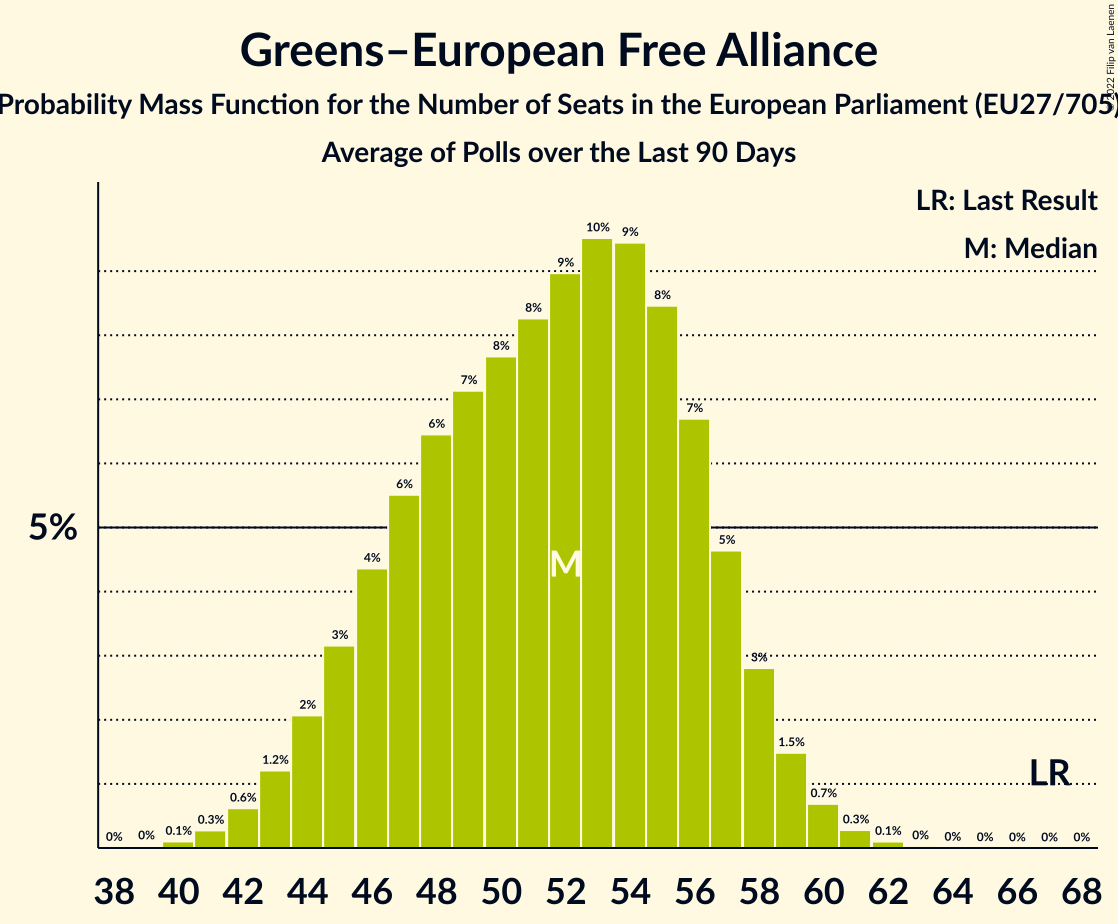 Greens–European Free Alliance
Probability Mass Function for the Number of Seats in the European Parliament (EU27/705)
Average of Polls over the Last 90 Days
© 2022 Filip van Laenen
LR: Last Result
M: Median
5%
0% 0% 0.1% 0.3% 0.6% 1.2% 2% 3% 4% 6% 6% 7% 8% 8% 9% 10% 9% 8% 7% 5% 3% 1.5% 0.7% 0.3% 0.1% 0% 0% 0% 0% 0% 0%
M
LR
38 40 42 44 46 48 50 52 54 56 58 60 62 64 66 68